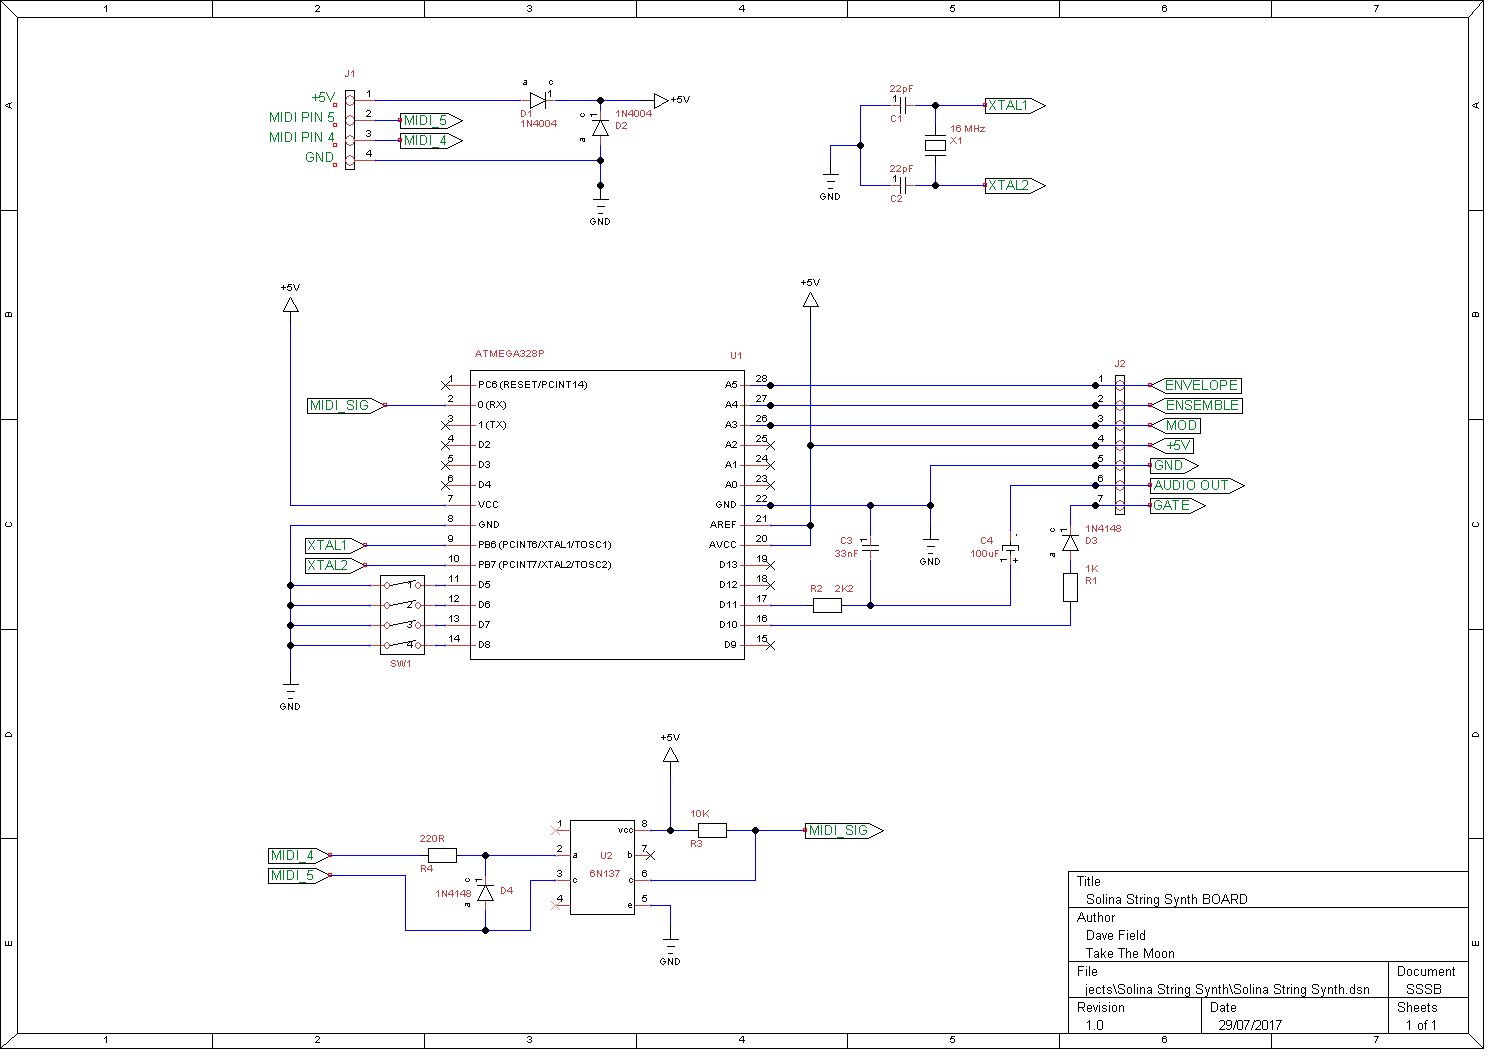 1 2 3 4 5 6 7
A A
B B
C C
D D
E E
J1
+5V 1
MIDI PIN 5 2 MIDI_5
MIDI PIN 4 3 MIDI_4
GND 4
a c
1
D1
1N4004
+5V
1N4004
c 1
D2
a
GND
22pF
1
C1
XTAL1
16 MHz
X1
22pF
1
C2
XTAL2
GND
+5V
+5V
ATMEGA328P U1
1 PC6(RESET/PCINT14)
MIDI_SIG 2 0(RX)
3 1(TX)
4 D2
5 D3
6 D4
7 VCC
8 GND
XTAL1 9 PB6(PCINT6/XTAL1/TOSC1)
XTAL2 10 PB7(PCINT7/XTAL2/TOSC2)
1 11 D5
2 12 D6
3 13 D7
4 14 D8
SW1
GND
A5 28
A4 27
A3 26
A2 25
A1 24
A0 23
GND 22
AREF 21
AVCC 20
D13 19
D12 18
D11 17
D10 16
D9 15
J2
1 ENVELOPE
2 ENSEMBLE
3 MOD
4 +5V
5 GND
6 AUDIO OUT
7 GATE
C3 1
33nF
GND
C4 -
100uF
1 +
c 1 1N4148
D3
a
1K
R1
R2 2K2
+5V
10K
R3
MIDI_SIG
220R
R4
MIDI_4
MIDI_5
1N4148 c 1
D4
a
1
2 a
3 c
4
U2
6N137
vcc 8
b 7
c 6
e 5
GND
Title
Solina String Synth BOARD
Author
Dave Field
Take The Moon
File Document
jects\Solina String Synth\Solina String Synth.dsn SSSB
Revision Date Sheets
1.0 29/07/2017 1 of 1
1 2 3 4 5 6 7